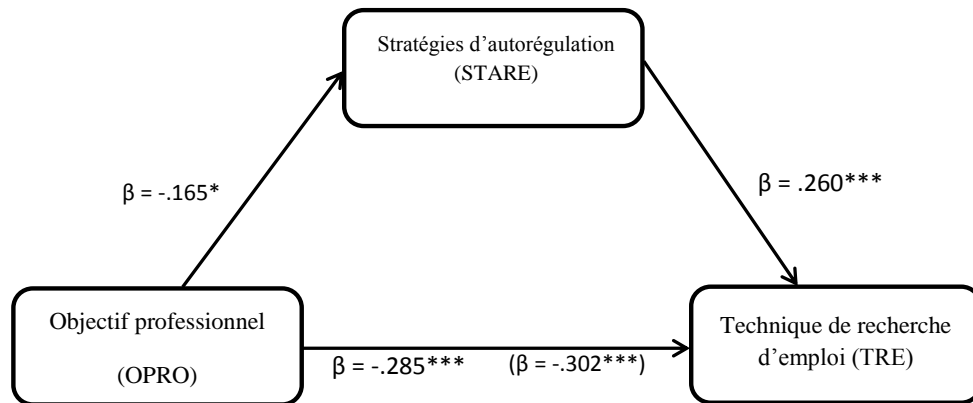 Stratégies d’autorégulation
(STARE)
β = -.165*
β = .260***
Objectif professionnel
(OPRO)
Technique de recherche
d’emploi (TRE)
β = -.285***
(β = -.302***)